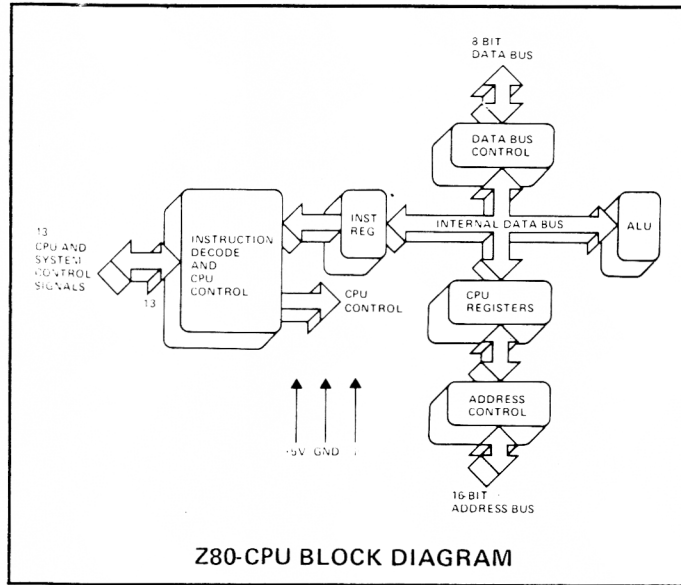 8 BIT
DATA BUS
DATA BUS
CONTROL
INST
REG
INTERNAL DATA BUS
ALU
13
CPU AND
SYSTEM
CONTROL
SIGNALS
INSTRUCTION
DECODE
AND
CPU
CONTROL
13
CPU
CONTROL
CPU
REGISTERS
ADDRESS
CONTROL
+5V GND
16-BIT
ADDRESS BUS
Z80-CPU BLOCK DIAGRAM